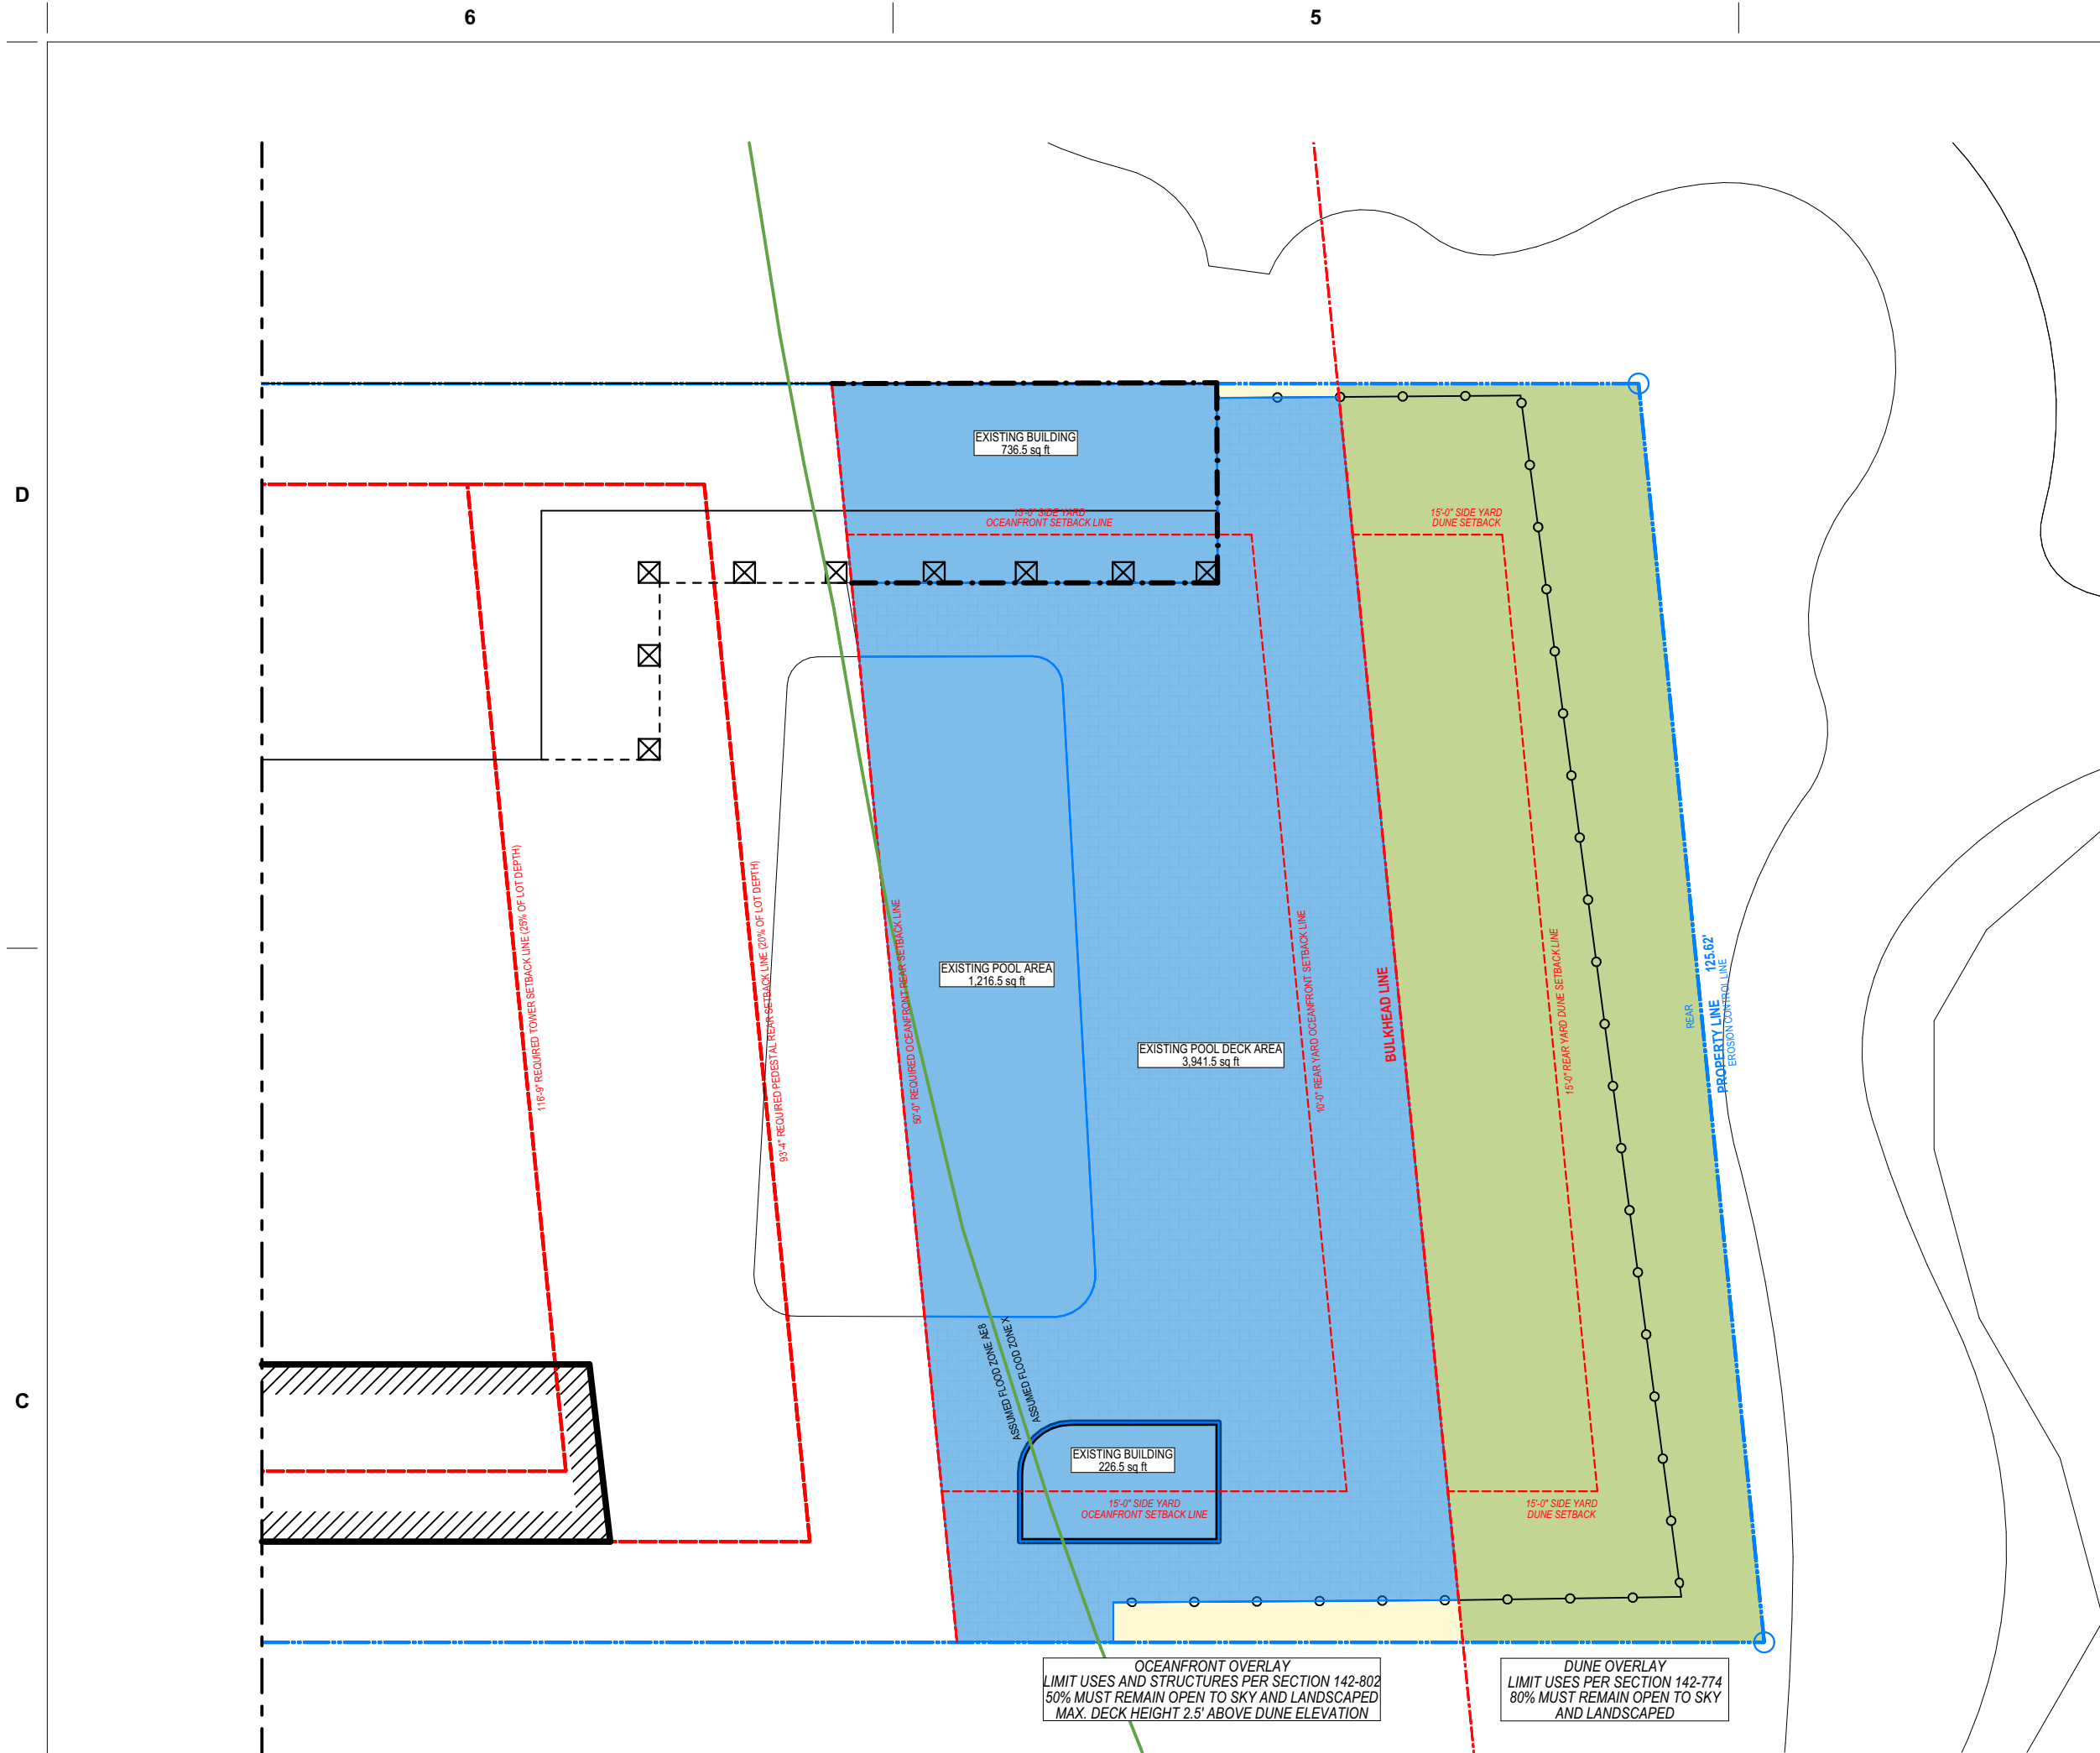 6
5
D
C
EXISTING BUILDING
736.5 sq ft
15'-0" SIDE YARD
OCEANFRONT SETBACK LINE
15'-0" SIDE YARD
DUNE SETBACK
116'-9" REQUIRED TOWER SETBACK LINE (25% OF LOT DEPTH)
93'-4" REQUIRED PEDESTAL REAR SETBACK LINE (20% OF LOT DEPTH)
50'-0" REQUIRED OCEANFRONT REAR SETBACK LINE
EXISTING POOL AREA
1,216.5 sq ft
EXISTING POOL DECK AREA
3,941.5 sq ft
10'-0" REAR YARD OCEANFRONT SETBACK LINE
BULKHEAD LINE
15'-0" REAR YARD DUNE SETBACK LINE
REAR
PROPERTY LINE 125.62'
EROSION CONTROL LINE
ASSUMED FLOOD ZONE AE8
ASSUMED FLOOD ZONE X
EXISTING BUILDING
226.5 sq ft
15'-0" SIDE YARD
OCEANFRONT SETBACK LINE
15'-0" SIDE YARD
DUNE SETBACK
OCEANFRONT OVERLAY
LIMIT USES AND STRUCTURES PER SECTION 142-802
50% MUST REMAIN OPEN TO SKY AND LANDSCAPED
MAX. DECK HEIGHT 2.5' ABOVE DUNE ELEVATION
DUNE OVERLAY
LIMIT USES PER SECTION 142-774
80% MUST REMAIN OPEN TO SKY
AND LANDSCAPED